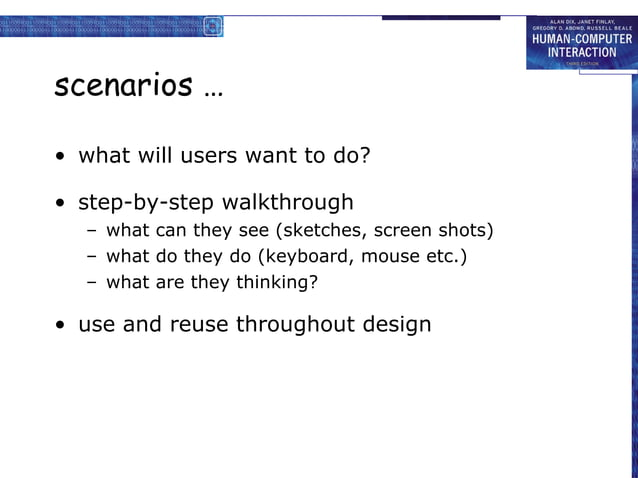 ALAN DIX, JANET FINLAY,
GREGORY D. ABOWD, RUSSELL BEALE
HUMAN-COMPUTER
INTERACTION
THIRD EDITION
scenarios …
• what will users want to do?
• step-by-step walkthrough
– what can they see (sketches, screen shots)
– what do they do (keyboard, mouse etc.)
– what are they thinking?
• use and reuse throughout design